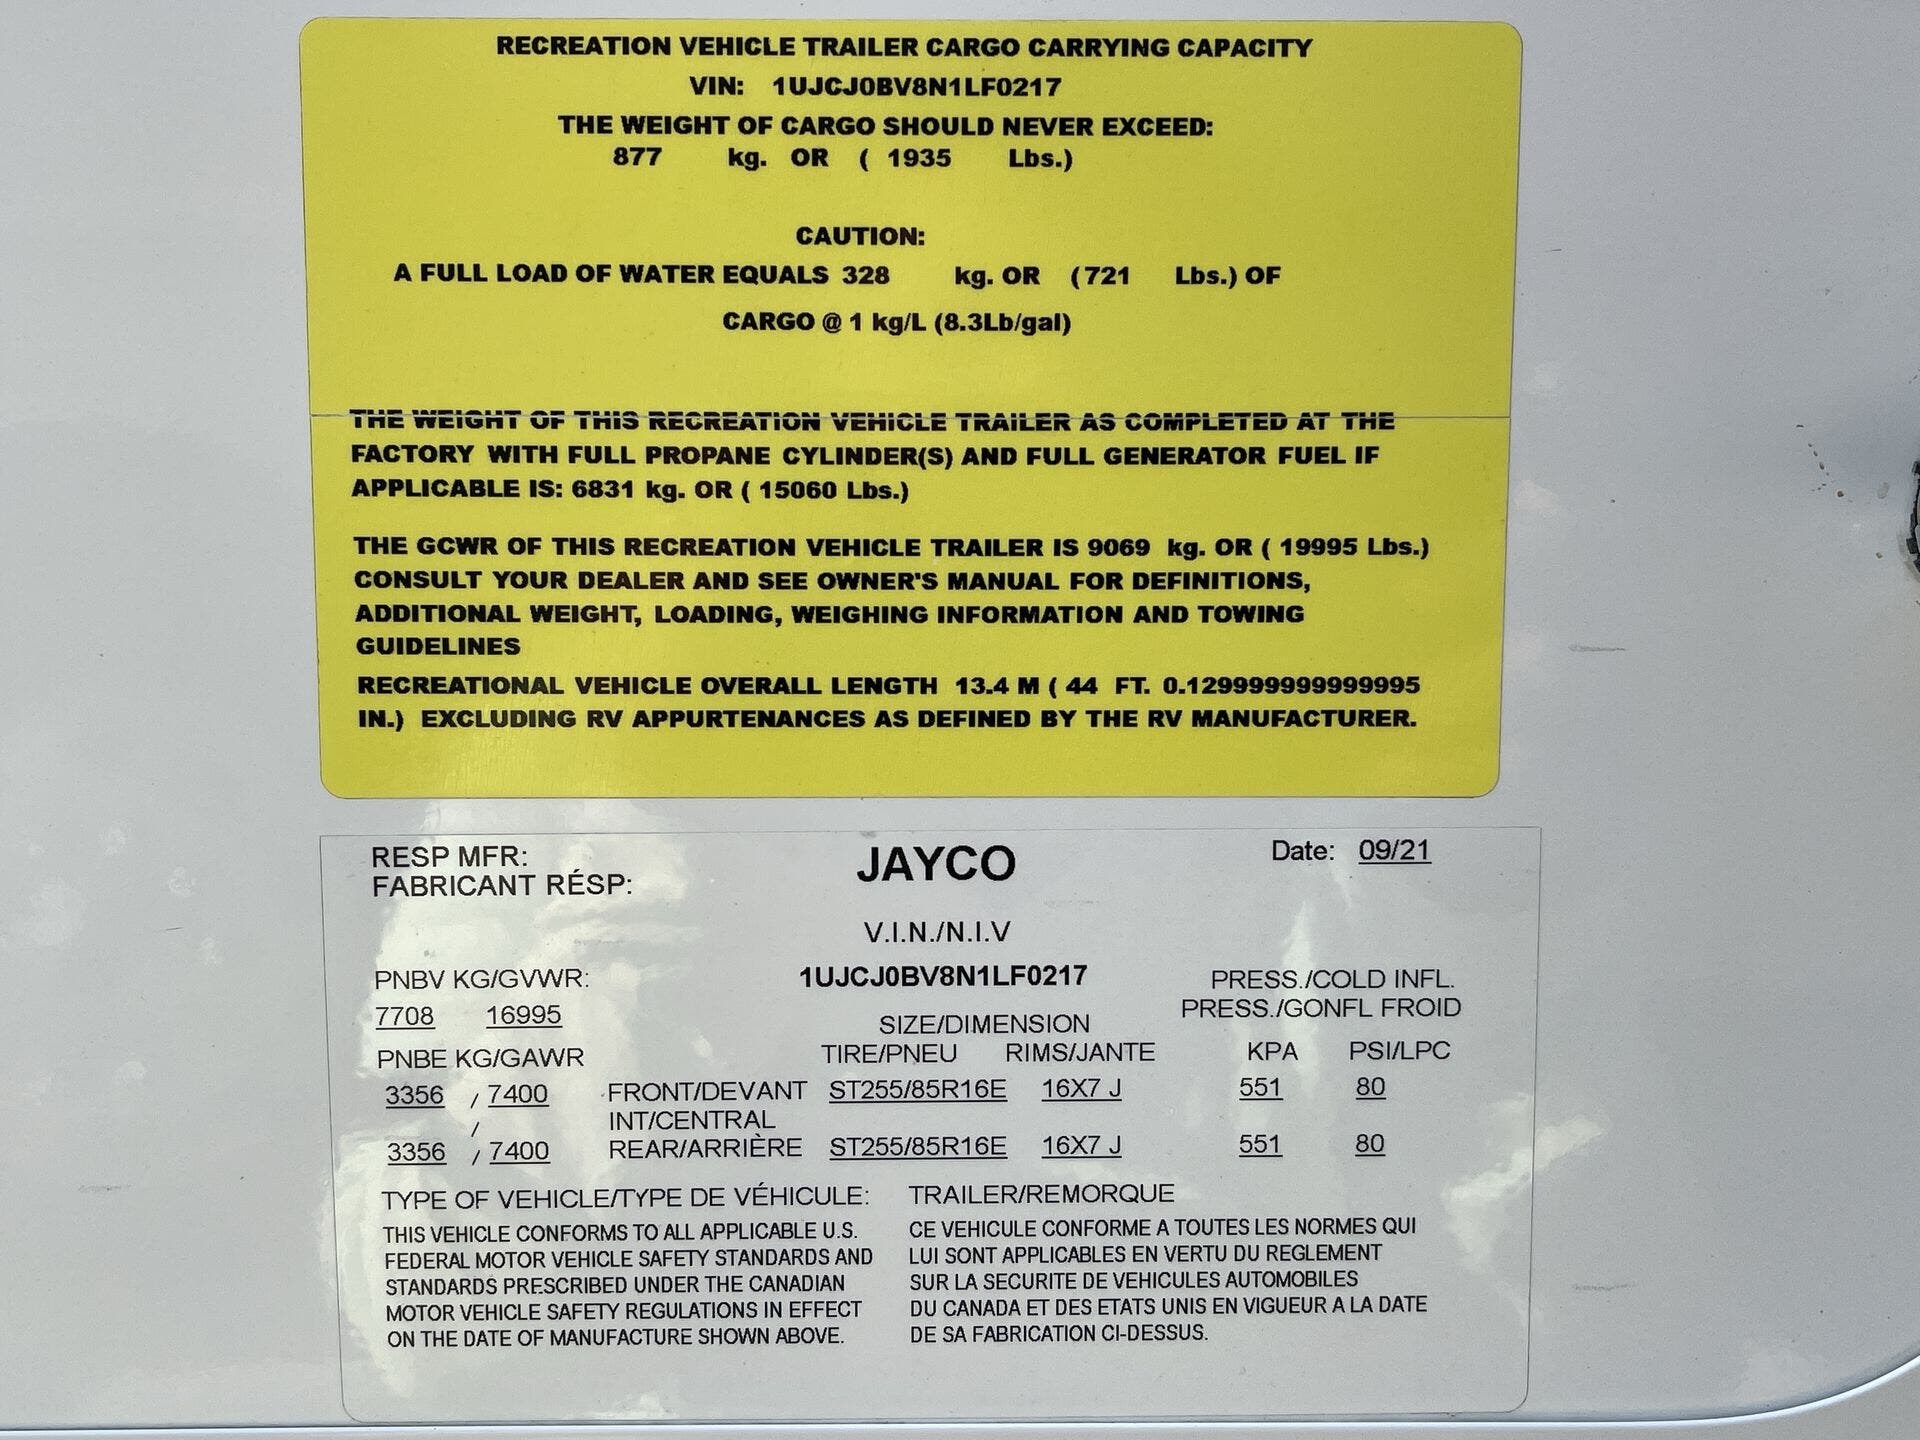 RECREATION VEHICLE TRAILER CARGO CARRYING CAPACITY
VIN: 1UJCJ0BV8N1LF0217
THE WEIGHT OF CARGO SHOULD NEVER EXCEED:
877 kg. OR ( 1935 Lbs.)
CAUTION:
A FULL LOAD OF WATER EQUALS 328 kg. OR (721 Lbs.) OF
CARGO @ 1 kg/L (8.3Lb/gal)
THE WEIGHT OF THIS RECREATION VEHICLE TRAILER AS COMPLETED AT THE
FACTORY WITH FULL PROPANE CYLINDER(S) AND FULL GENERATOR FUEL IF
APPLICABLE IS: 6831 kg. OR ( 15060 Lbs.)
THE GCWR OF THIS RECREATION VEHICLE TRAILER IS 9069 kg. OR ( 19995 Lbs.)
CONSULT YOUR DEALER AND SEE OWNER'S MANUAL FOR DEFINITIONS,
ADDITIONAL WEIGHT, LOADING, WEIGHING INFORMATION AND TOWING
GUIDELINES
RECREATIONAL VEHICLE OVERALL LENGTH 13.4 M ( 44 FT. 0.129999999999995
IN.) EXCLUDING RV APPURTENANCES AS DEFINED BY THE RV MANUFACTURER.
RESP MFR: JAYCO Date: 09/21
FABRICANT RÉSP:
V.I.N./N.I.V
PNBV KG/GVWR: 1UJCJ0BV8N1LF0217 PRESS./COLD INFL.
7708 16995 SIZE/DIMENSION PRESS./GONFL FROID
PNBE KG/GAWR TIRE/PNEU RIMS/JANTE KPA PSI/LPC
3356 / 7400 FRONT/DEVANT ST255/85R16E 16X7 J 551 80
/ INT/CENTRAL
3356 / 7400 REAR/ARRIÈRE ST255/85R16E 16X7 J 551 80
TYPE OF VEHICLE/TYPE DE VÉHICULE: TRAILER/REMORQUE
THIS VEHICLE CONFORMS TO ALL APPLICABLE U.S.
FEDERAL MOTOR VEHICLE SAFETY STANDARDS AND
STANDARDS PRESCRIBED UNDER THE CANADIAN
MOTOR VEHICLE SAFETY REGULATIONS IN EFFECT
ON THE DATE OF MANUFACTURE SHOWN ABOVE.
CE VEHICULE CONFORME A TOUTES LES NORMES QUI
LUI SONT APPLICABLES EN VERTU DU REGLEMENT
SUR LA SECURITE DE VEHICULES AUTOMOBILES
DU CANADA ET DES ETATS UNIS EN VIGUEUR A LA DATE
DE SA FABRICATION CI-DESSUS.